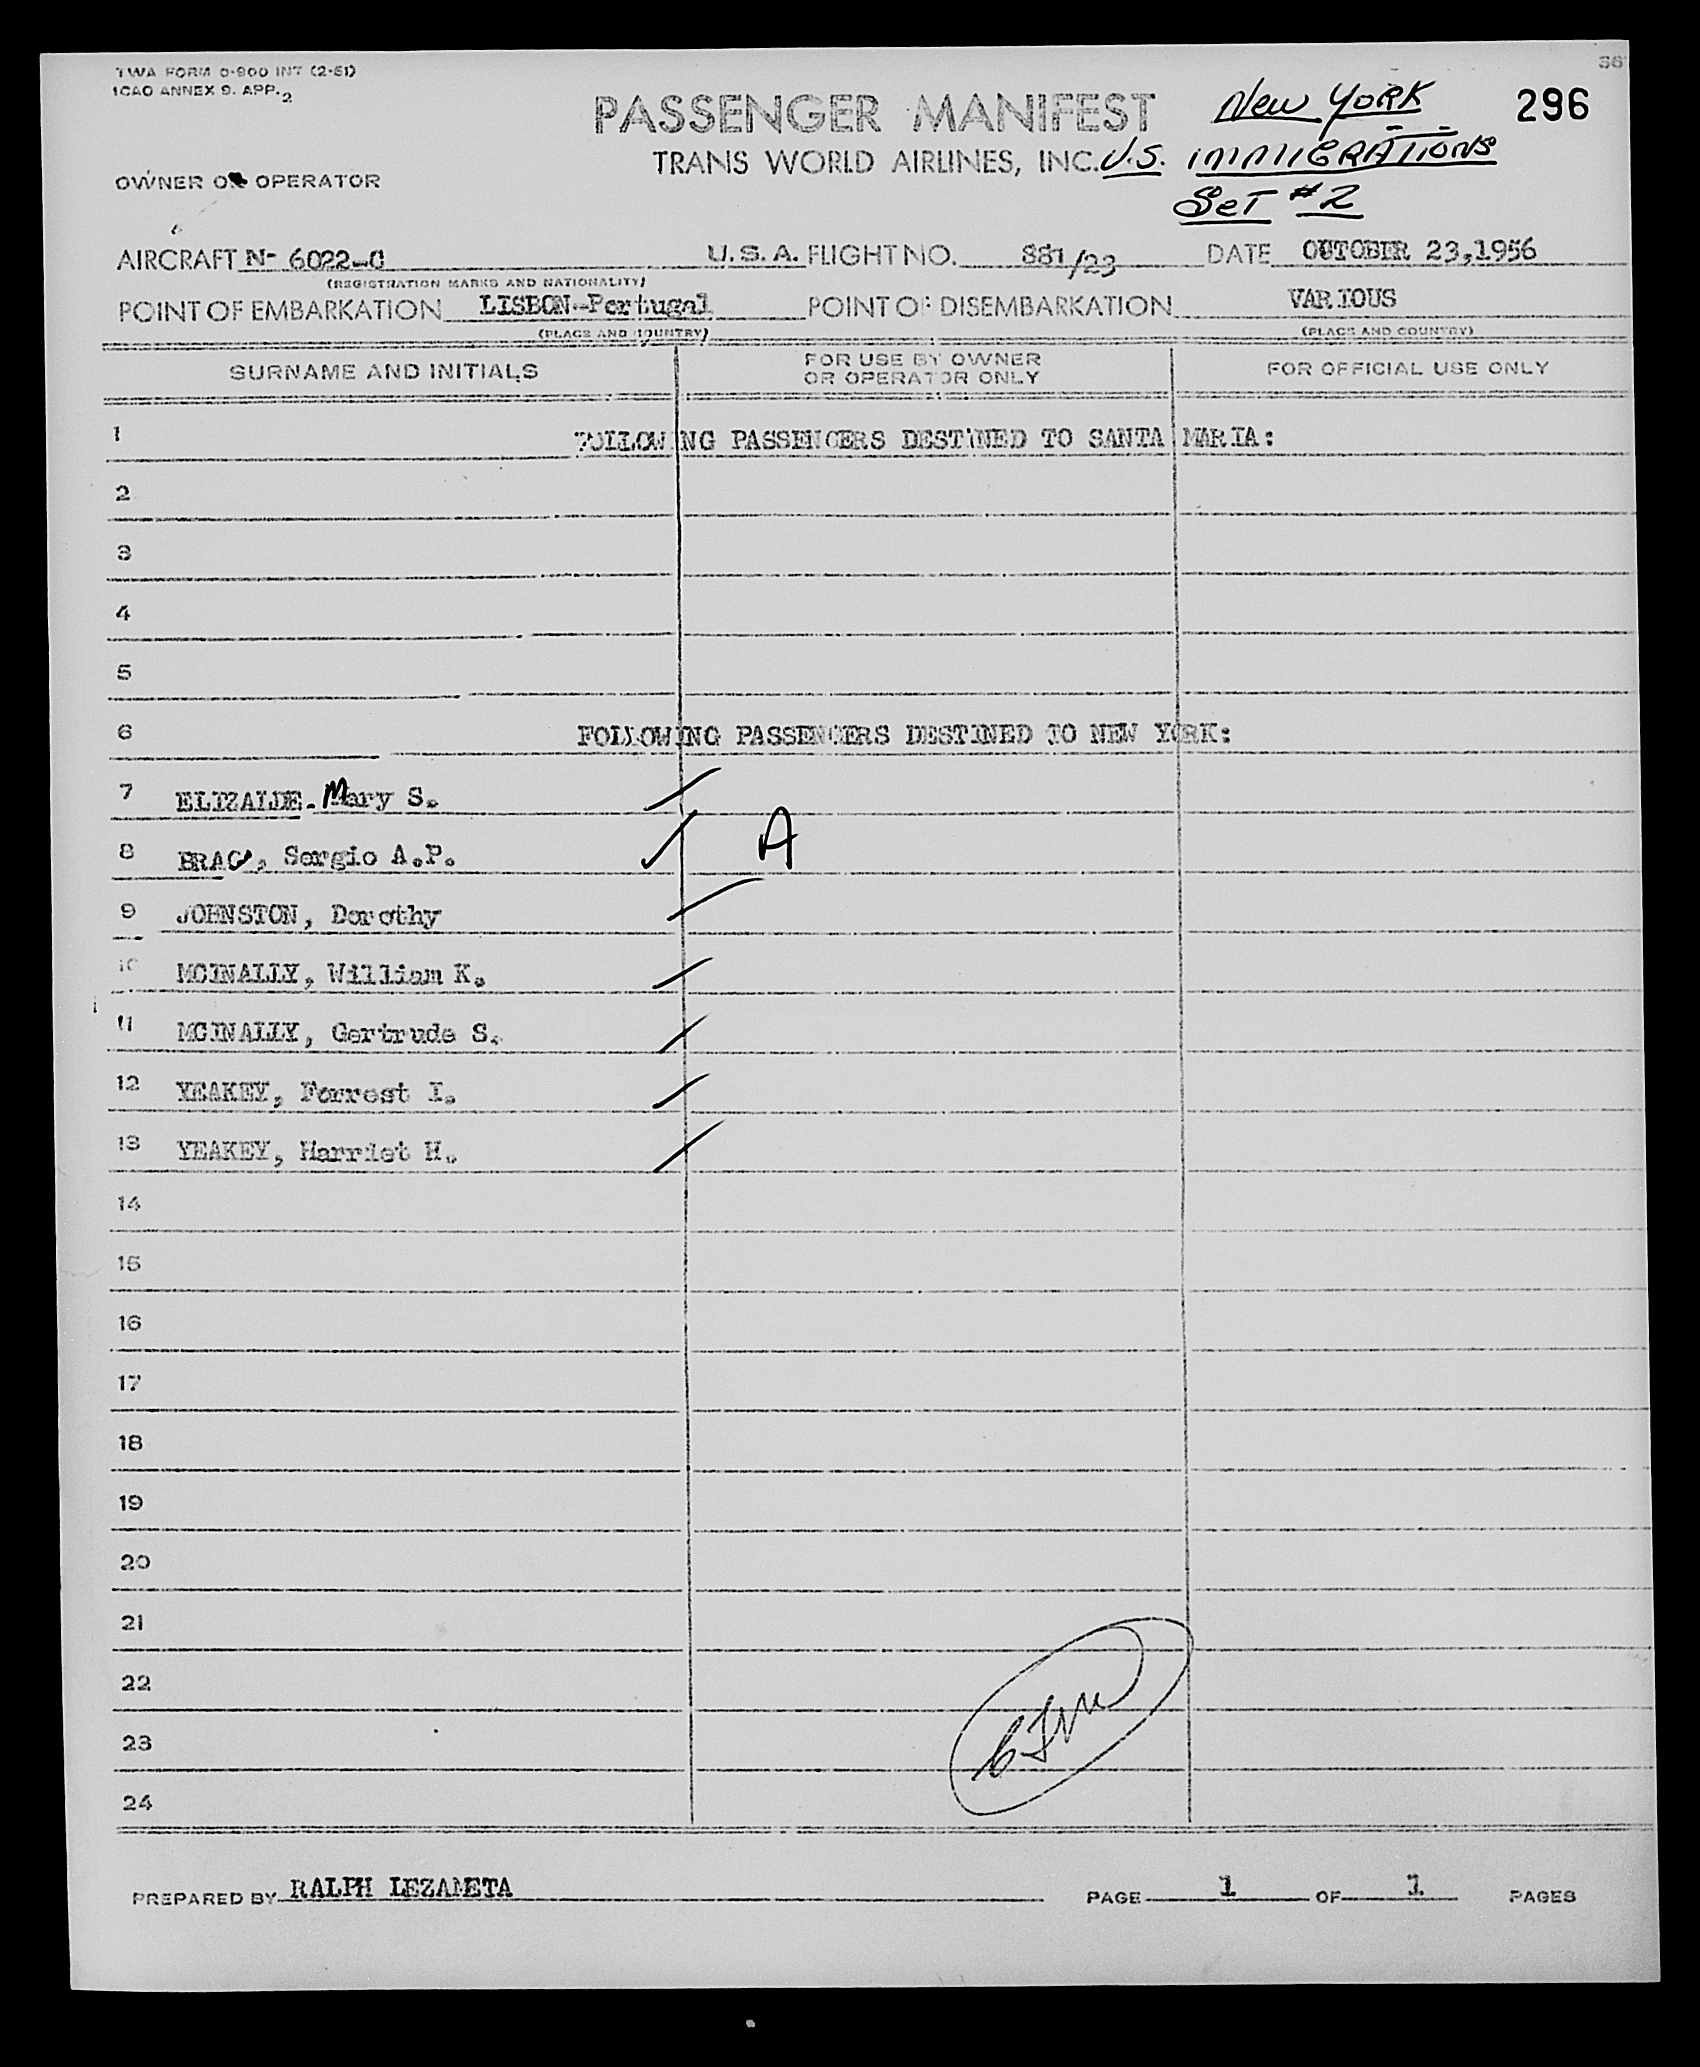 TWA FORM O-900 INT (2-51)
ICAO ANNEX 9. APP. 2
PASSENGER MANIFEST
New York
296
TRANS WORLD AIRLINES, INC.
U.S. IMMIGRATIONS
OWNER OR OPERATOR
SeT #2
AIRCRAFT N- 6022-C U.S.A. FLIGHT NO. 881/23 DATE OCTOBER 23,1956
(REGISTRATION MARKS AND NATIONALITY)
POINT OF EMBARKATION LISBON-Portugal POINT OF DISEMBARKATION VARIOUS
(PLACE AND COUNTRY) (PLACE AND COUNTRY)
SURNAME AND INITIALS FOR USE BY OWNER OR OPERATOR ONLY FOR OFFICIAL USE ONLY
1 FOLLOWING PASSENGERS DESTINED TO SANTA MARIA:
2
3
4
5
6 FOLLOWING PASSENGERS DESTINED TO NEW YORK:
7 ELIZALDE. Mary S.
8 Sergio A.P. A
9 JOHNSTON, Dorothy
10 MCINALLY, William K.
11 MCINALLY, Gertrude S.
12 YEAKEY, Forrest I.
13 YEAKEY, Harriet H.
14
15
16
17
18
19
20
21
22
23
24
PREPARED BY RALPH LEZAMETA PAGE 1 OF 1 PAGES